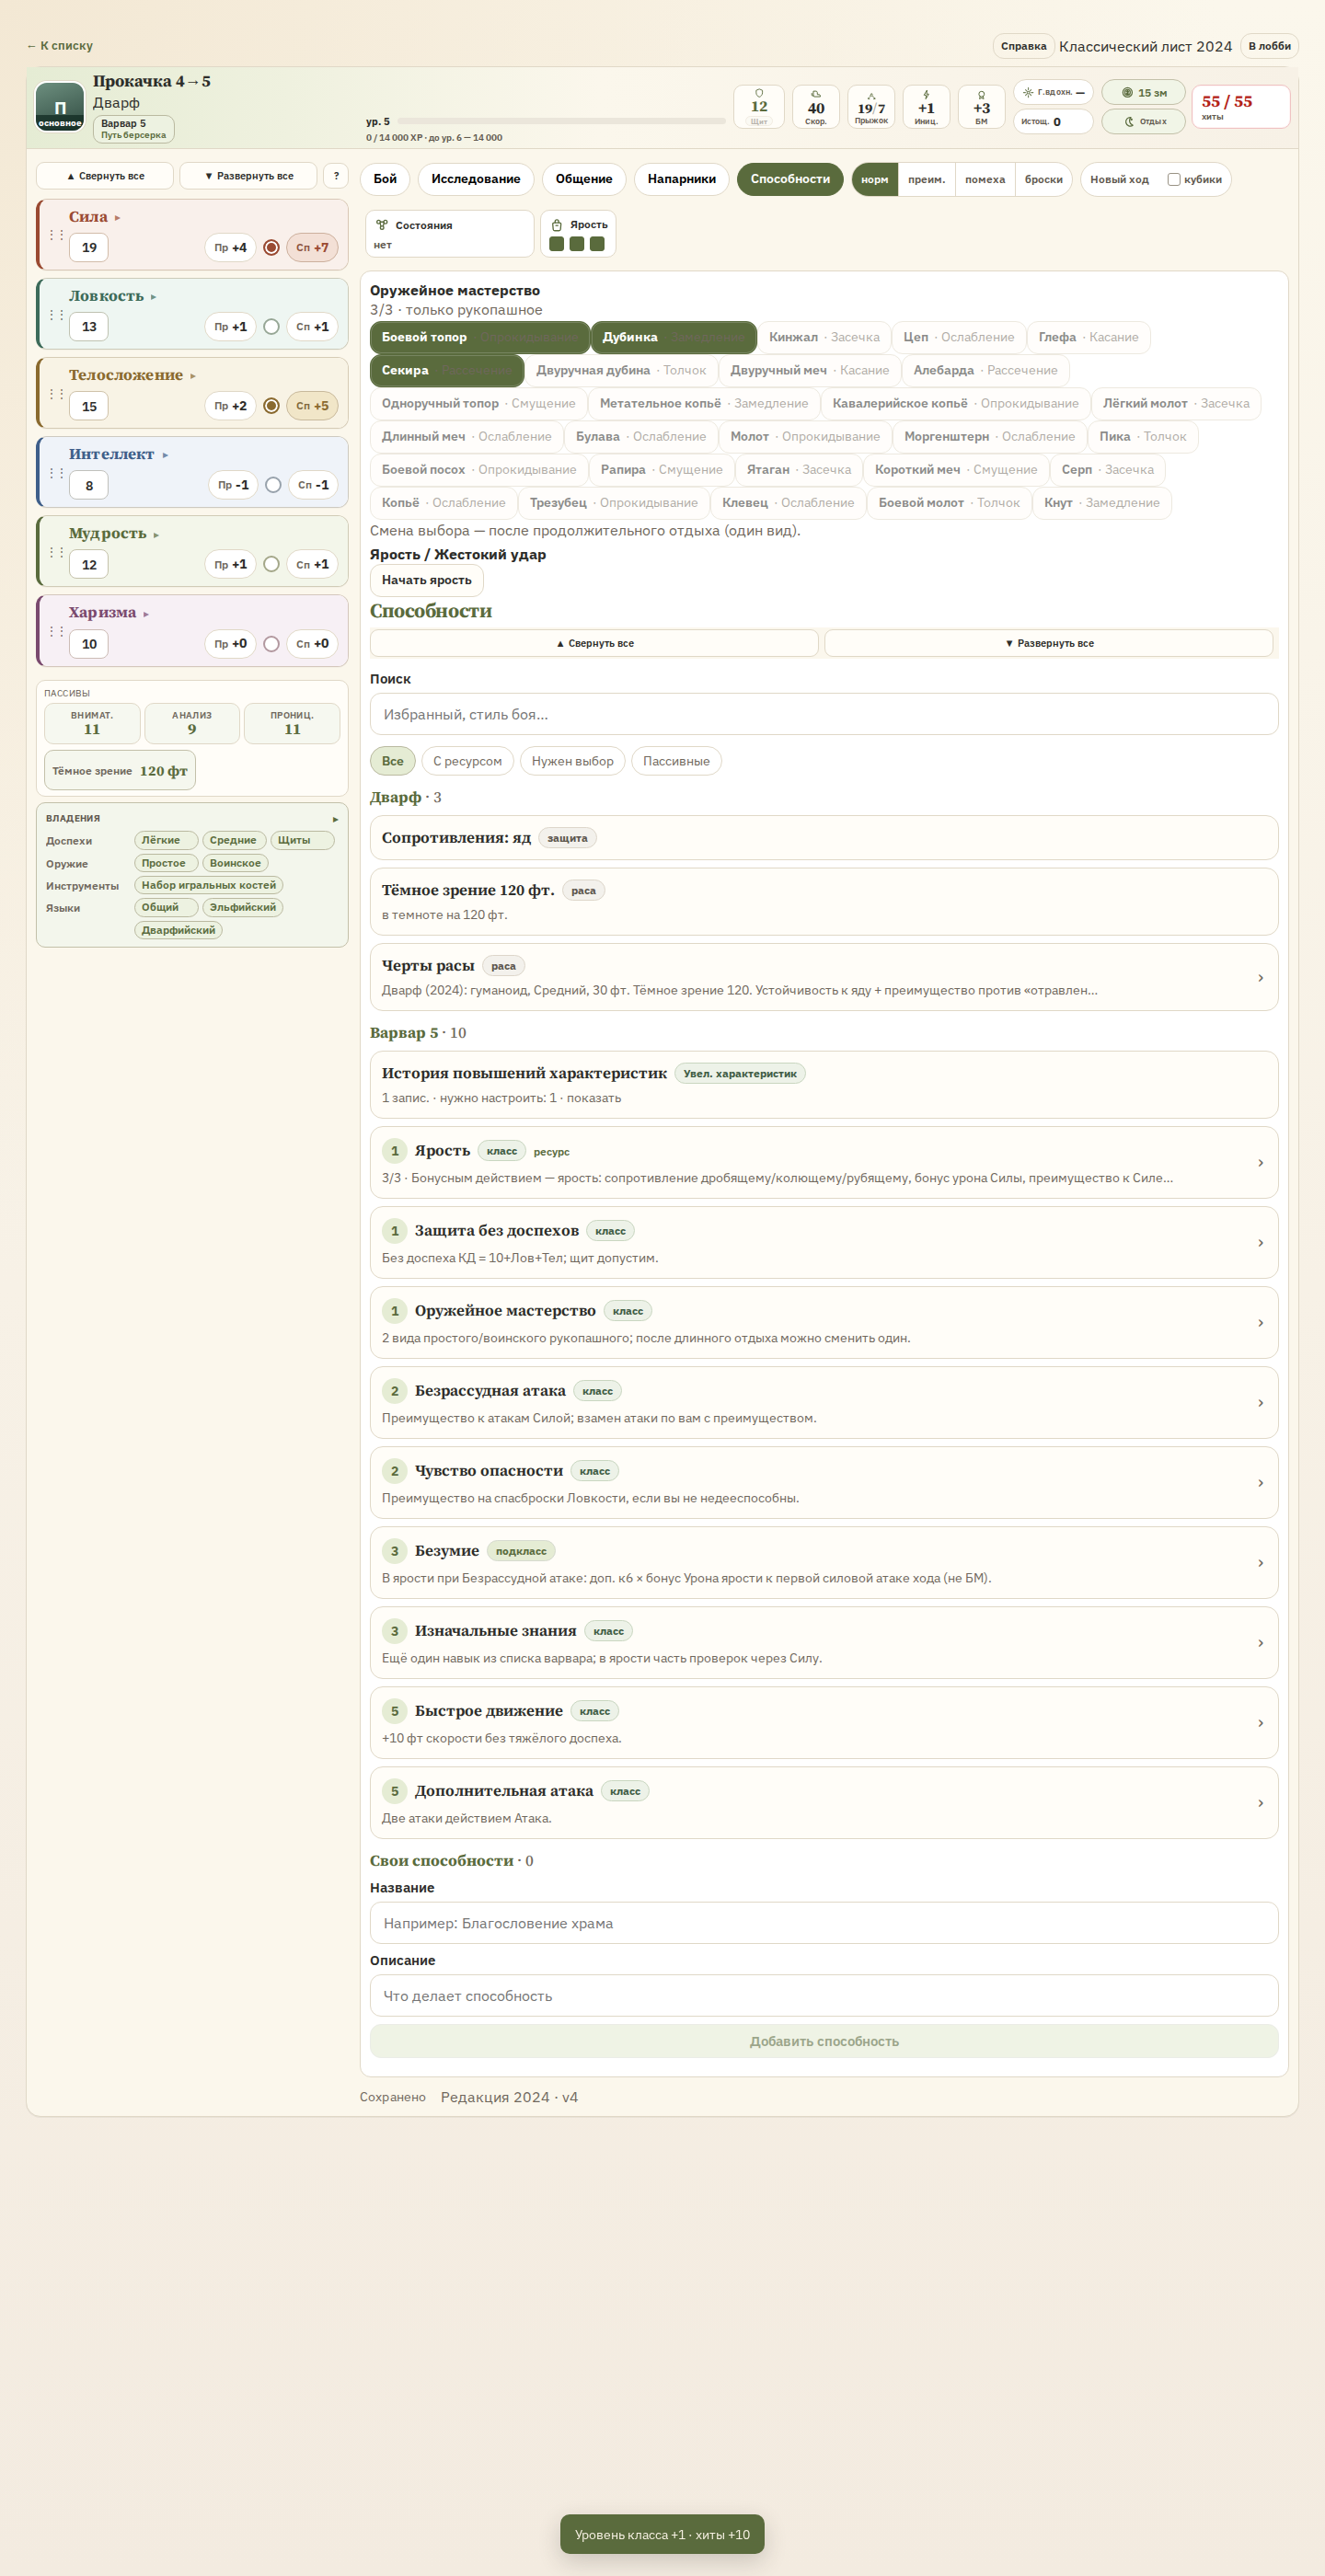 ← К списку
Справка Классический лист 2024 В лобби
П
основное
Прокачка 4→5
Дварф
Варвар 5
Путь берсерка
ур. 5
0 / 14 000 XP · до ур. 6 — 14 000
12
Щит
40
Скор.
19/7
Прыжок
+1
Иниц.
+3
БМ
Г.вдохн. —
Истощ. 0
15 зм
Отдых
55 / 55
хиты
▲ Свернуть все ▼ Развернуть все ?
Сила ▸
19 Пр +4 Сп +7
Ловкость ▸
13 Пр +1 Сп +1
Телосложение ▸
15 Пр +2 Сп +5
Интеллект ▸
8 Пр -1 Сп -1
Мудрость ▸
12 Пр +1 Сп +1
Харизма ▸
10 Пр +0 Сп +0
ПАССИВЫ
ВНИМАТ. АНАЛИЗ ПРОНИЦ.
11 9 11
Тёмное зрение 120 фт
ВЛАДЕНИЯ ▸
Доспехи Лёгкие Средние Щиты
Оружие Простое Воинское
Инструменты Набор игральных костей
Языки Общий Эльфийский
Дварфийский
Бой Исследование Общение Напарники Способности норм преим. помеха броски Новый ход кубики
Состояния
нет
Ярость
Оружейное мастерство
3/3 · только рукопашное
Боевой топор Дубинка Кинжал · Засечка Цеп · Ослабление Глефа · Касание
Секира Двуручная дубина · Толчок Двуручный меч · Касание Алебарда · Рассечение
Одноручный топор · Смущение Метательное копьё · Замедление Кавалерийское копьё · Опрокидывание Лёгкий молот · Засечка
Длинный меч · Ослабление Булава · Ослабление Молот · Опрокидывание Моргенштерн · Ослабление Пика · Толчок
Боевой посох · Опрокидывание Рапира · Смущение Ятаган · Засечка Короткий меч · Смущение Серп · Засечка
Копьё · Ослабление Трезубец · Опрокидывание Клевец · Ослабление Боевой молот · Толчок Кнут · Замедление
Смена выбора — после продолжительного отдыха (один вид).
Ярость / Жестокий удар
Начать ярость
Способности
▲ Свернуть все ▼ Развернуть все
Поиск
Избранный, стиль боя...
Все С ресурсом Нужен выбор Пассивные
Дварф · 3
Сопротивления: яд защита
Тёмное зрение 120 фт. раса
в темноте на 120 фт.
Черты расы раса
Дварф (2024): гуманоид, Средний, 30 фт. Тёмное зрение 120. Устойчивость к яду + преимущество против «отравлен... ›
Варвар 5 · 10
История повышений характеристик Увел. характеристик
1 запис. · нужно настроить: 1 · показать
1 Ярость класс ресурс
3/3 · Бонусным действием — ярость: сопротивление дробящему/колющему/рубящему, бонус урона Силы, преимущество к Силе... ›
1 Защита без доспехов класс
Без доспеха КД = 10+Лов+Тел; щит допустим. ›
1 Оружейное мастерство класс
2 вида простого/воинского рукопашного; после длинного отдыха можно сменить один. ›
2 Безрассудная атака класс
Преимущество к атакам Силой; взамен атаки по вам с преимуществом. ›
2 Чувство опасности класс
Преимущество на спасброски Ловкости, если вы не недееспособны. ›
3 Безумие подкласс
В ярости при Безрассудной атаке: доп. к6 × бонус Урона ярости к первой силовой атаке хода (не БМ). ›
3 Изначальные знания класс
Ещё один навык из списка варвара; в ярости часть проверок через Силу. ›
5 Быстрое движение класс
+10 фт скорости без тяжёлого доспеха. ›
5 Дополнительная атака класс
Две атаки действием Атака. ›
Свои способности · 0
Название
Например: Благословение храма
Описание
Что делает способность
Добавить способность
Сохранено Редакция 2024 · v4
Уровень класса +1 · хиты +10